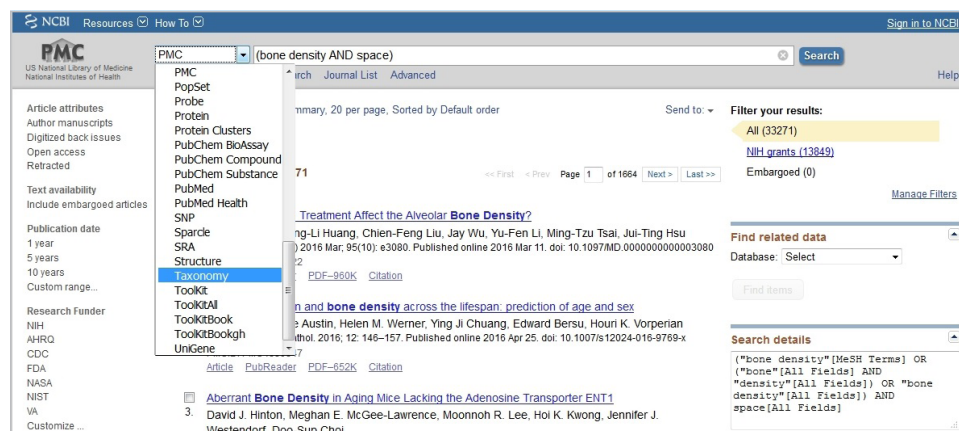 NCBI Resources How To Sign in to NCBI
PMC
US National Library of Medicine
National Institutes of Health
PMC (bone density AND space) Search
rch Journal List Advanced Help
PMC
PopSet
Probe
Protein
Protein Clusters
PubChem BioAssay
PubChem Compound
PubChem Substance
PubMed
PubMed Health
SNP
Sparcle
SRA
Structure
Taxonomy
ToolKit
ToolKitAll
ToolKitBook
ToolKitBookgh
UniGene
Article attributes
Author manuscripts
Digitized back issues
Open access
Retracted
Text availability
Include embargoed articles
Publication date
1 year
5 years
10 years
Custom range...
Research Funder
NIH
AHRQ
CDC
FDA
NASA
NIST
VA
Customize ...
mmary, 20 per page, Sorted by Default order Send to:
71 << First < Prev Page 1 of 1664 Next > Last >>
Treatment Affect the Alveolar Bone Density?
ng-Li Huang, Chien-Feng Liu, Jay Wu, Yu-Fen Li, Ming-Tzu Tsai, Jui-Ting Hsu
) 2016 Mar; 95(10): e3080. Published online 2016 Mar 11. doi: 10.1097/MD.0000000000003080
22
PDF–960K Citation
n and bone density across the lifespan: prediction of age and sex
e Austin, Helen M. Werner, Ying Ji Chuang, Edward Bersu, Houri K. Vorperian
thol. 2016; 12: 146–157. Published online 2016 Apr 25. doi: 10.1007/s12024-016-9769-x
47
Article PubReader PDF–652K Citation
Aberrant Bone Density in Aging Mice Lacking the Adenosine Transporter ENT1
3. David J. Hinton, Meghan E. McGee-Lawrence, Moonnoh R. Lee, Hoi K. Kwong, Jennifer J.
Westendorf, Doo-Sup Choi
Filter your results:
All (33271)
NIH grants (13849)
Embargoed (0)
Manage Filters
Find related data
Database: Select
Find items
Search details
("bone density"[MeSH Terms] OR
("bone"[All Fields] AND
"density"[All Fields]) OR "bone
density"[All Fields]) AND
space[All Fields]